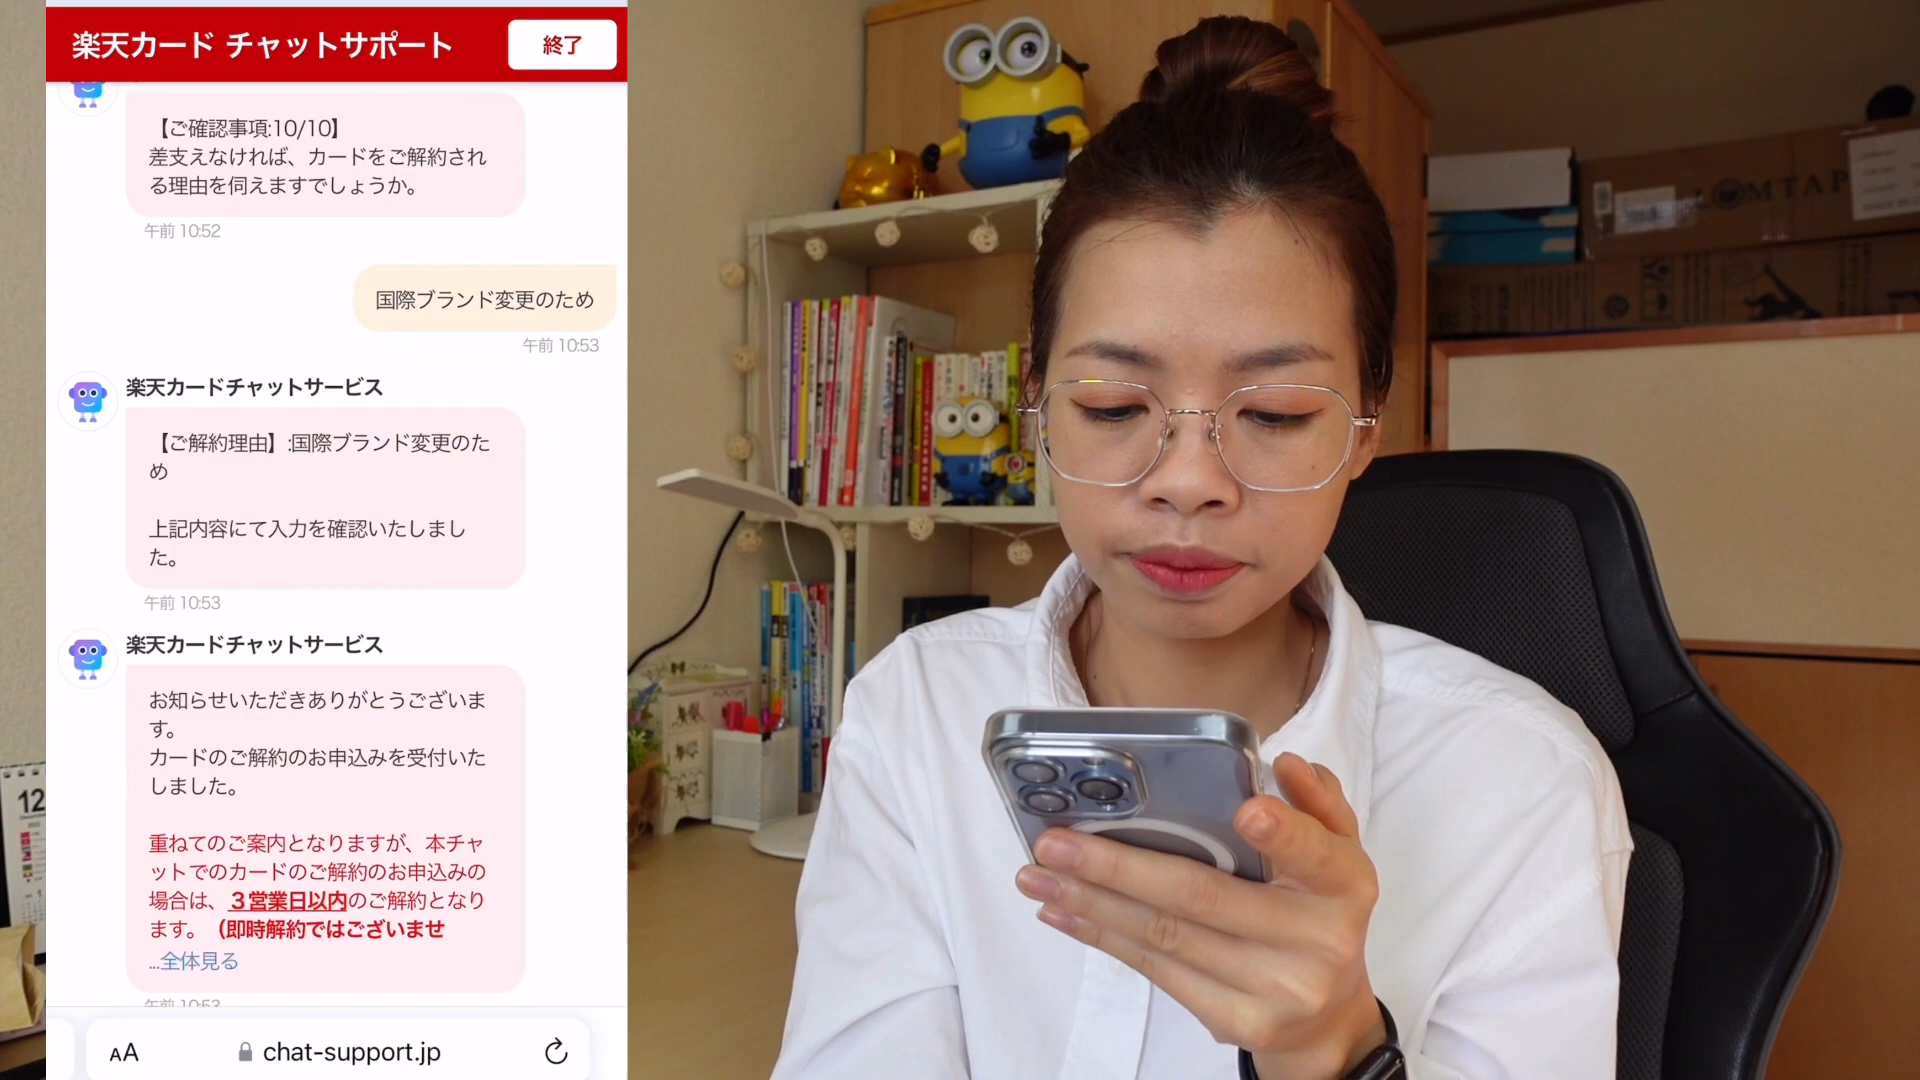 楽天カード チャットサポート
終了
【ご確認事項:10/10】
差支えなければ、カードをご解約され
る理由を伺えますでしょうか。
午前 10:52
国際ブランド変更のため
午前 10:53
楽天カードチャットサービス
【ご解約理由】:国際ブランド変更のた
め
上記内容にて入力を確認いたしまし
た。
午前 10:53
楽天カードチャットサービス
お知らせいただきありがとうございま
す。
カードのご解約のお申込みを受付いた
しました。
重ねてのご案内となりますが、本チャ
ットでのカードのご解約のお申込みの
場合は、３営業日以内のご解約となり
ます。（即時解約ではございませ
...全体見る
午前 10:53
AA
chat-support.jp
12
LOMTAP